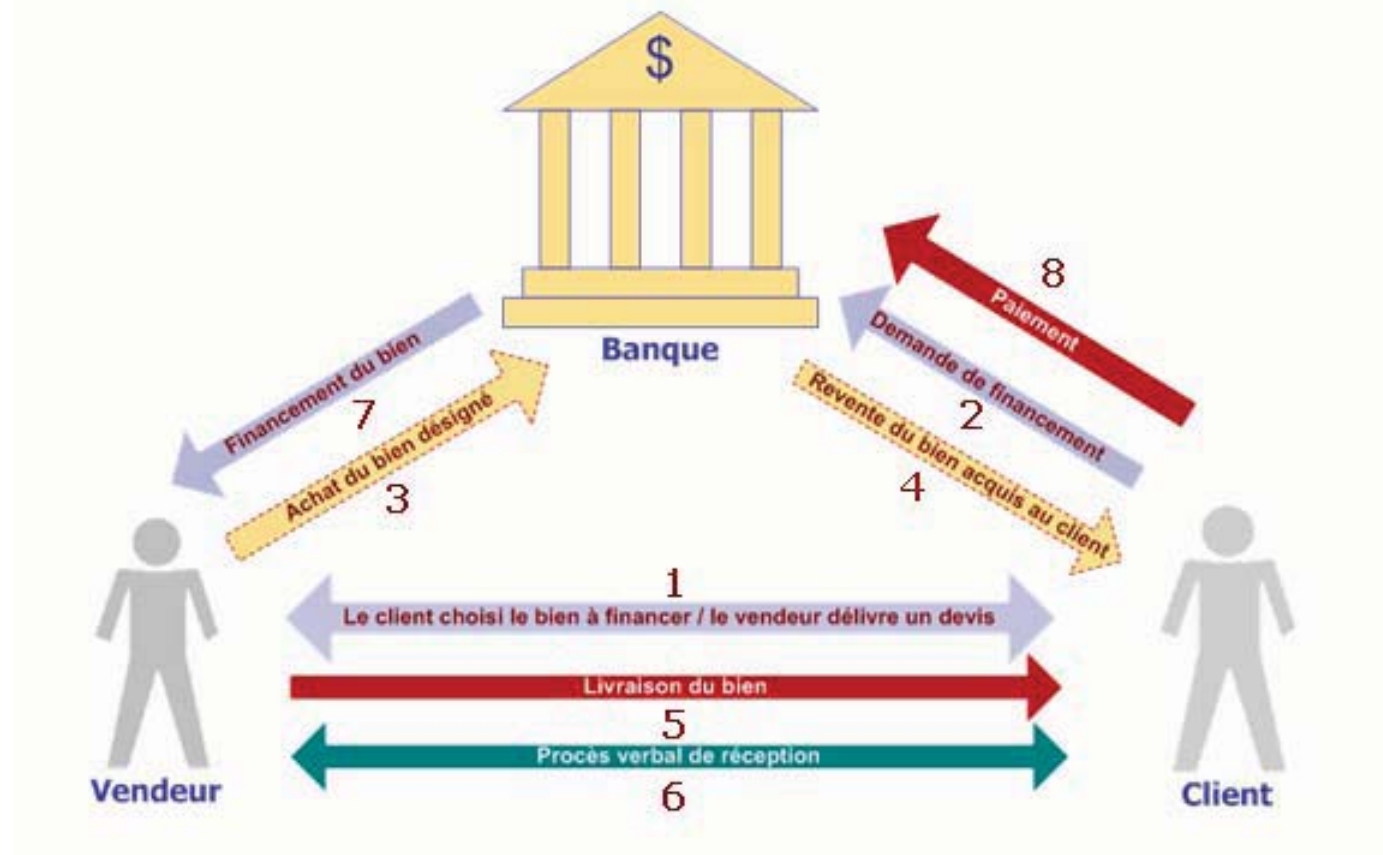 $
Banque
8
Paiement
Demande de financement
2
Revente du bien acquis au client
4
Financement du bien
7
Achat du bien désigné
3
1
Le client choisi le bien à financer / le vendeur délivre un devis
Livraison du bien
5
Procès verbal de réception
6
Vendeur
Client